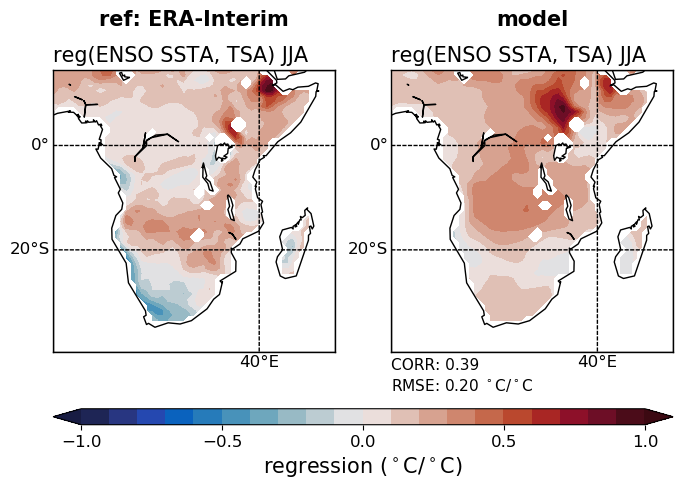 ref: ERA-Interim
model
reg(ENSO SSTA, TSA) JJA
reg(ENSO SSTA, TSA) JJA
0°
20°S
40°E
0°
20°S
40°E
CORR: 0.39
RMSE: 0.20 °C/°C
−1.0 −0.5 0.0 0.5 1.0
regression (°C/°C)